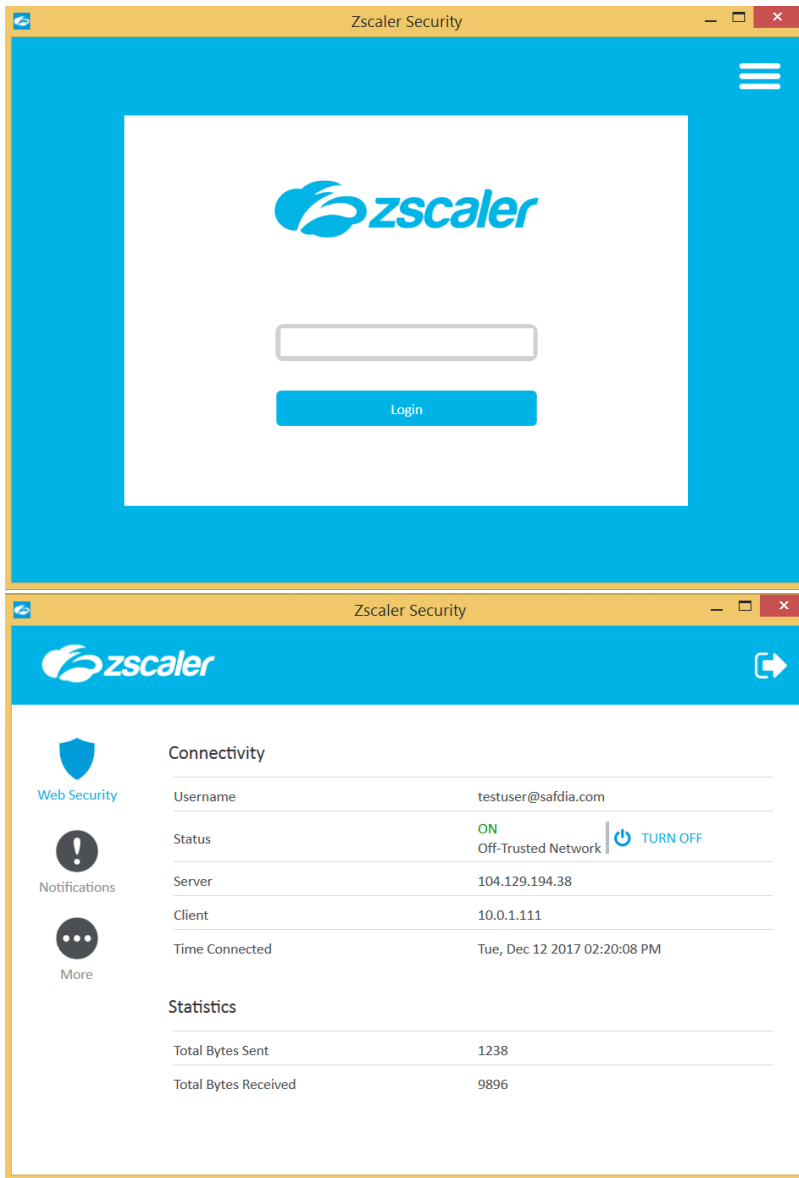 Zscaler Security
zscaler
Login
Zscaler Security
zscaler
Web Security
Notifications
More
Connectivity
Username testuser@safdia.com
Status ON
Off-Trusted Network TURN OFF
Server 104.129.194.38
Client 10.0.1.111
Time Connected Tue, Dec 12 2017 02:20:08 PM
Statistics
Total Bytes Sent 1238
Total Bytes Received 9896